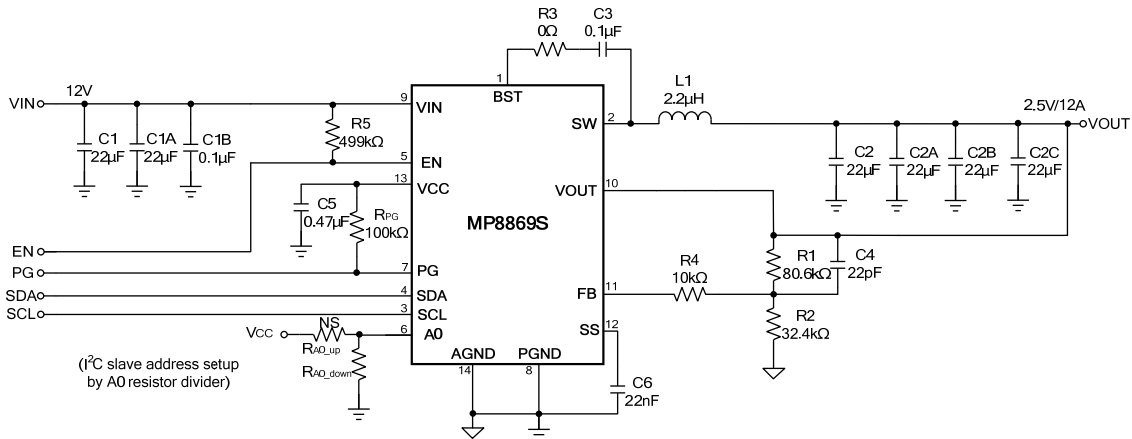 R3
0Ω
C3
0.1µF
1
BST
VIN
12V
9
VIN
C1
22µF
C1A
22µF
C1B
0.1µF
R5
499kΩ
5
EN
13
VCC
C5
0.47µF
RPG
100kΩ
MP8869S
SW
2
L1
2.2µH
2.5V/12A
VOUT
C2
22µF
C2A
22µF
C2B
22µF
C2C
22µF
VOUT
10
EN
PG
7
PG
SDA
4
SDA
SCL
3
SCL
R4
10kΩ
R1
80.6kΩ
C4
22pF
FB
11
R2
32.4kΩ
SS
12
VCC
NS
6
A0
RAO_up
RAO_down
(I²C slave address setup
by A0 resistor divider)
AGND
PGND
14
8
C6
22nF